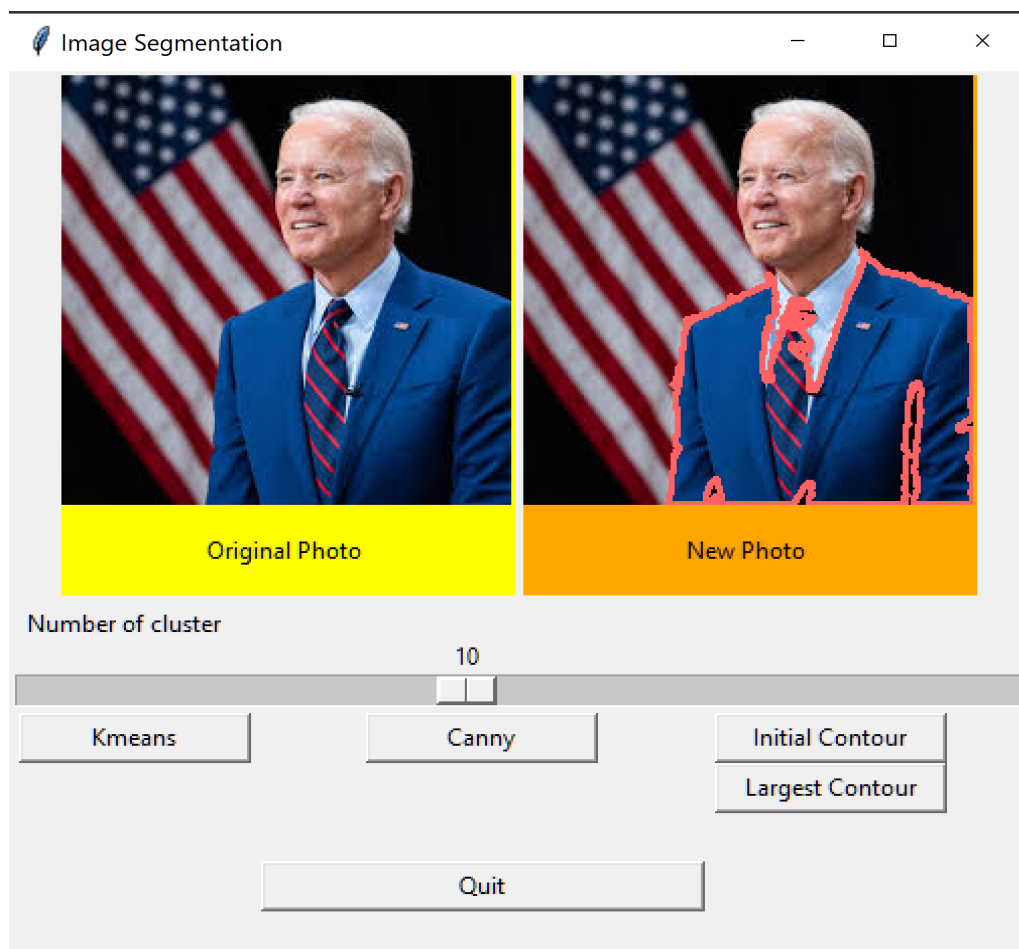 Image Segmentation
Original Photo
New Photo
Number of cluster
10
Kmeans
Canny
Initial Contour
Largest Contour
Quit